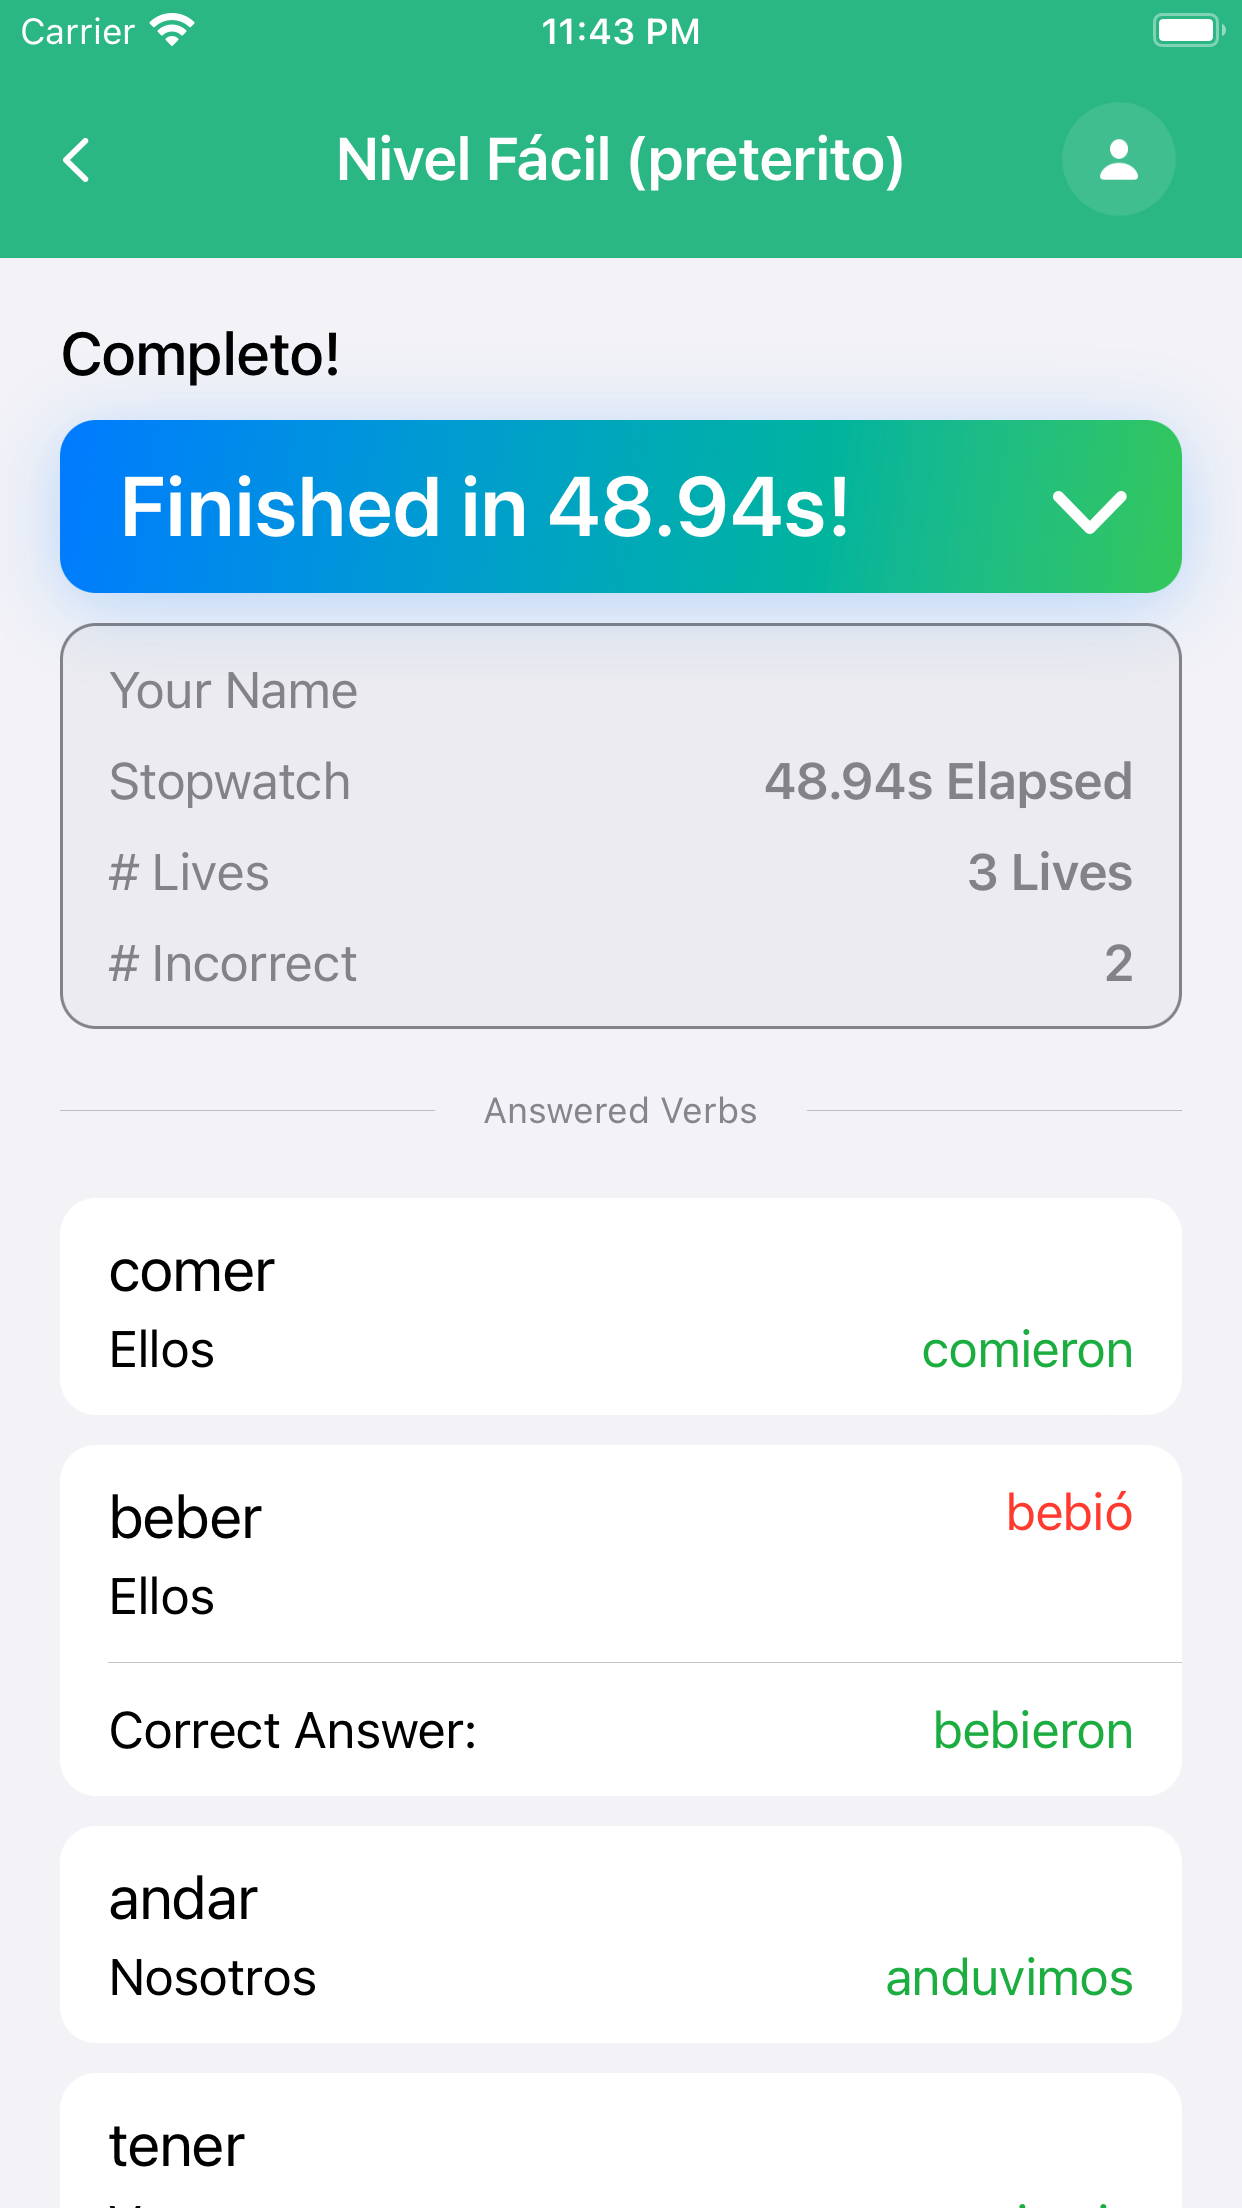 Carrier 11:43 PM
Nivel Fácil (preterito)
Completo!
Finished in 48.94s!
Your Name
Stopwatch 48.94s Elapsed
# Lives 3 Lives
# Incorrect 2
Answered Verbs
comer
Ellos comieron
beber bebió
Ellos
Correct Answer: bebieron
andar
Nosotros anduvimos
tener